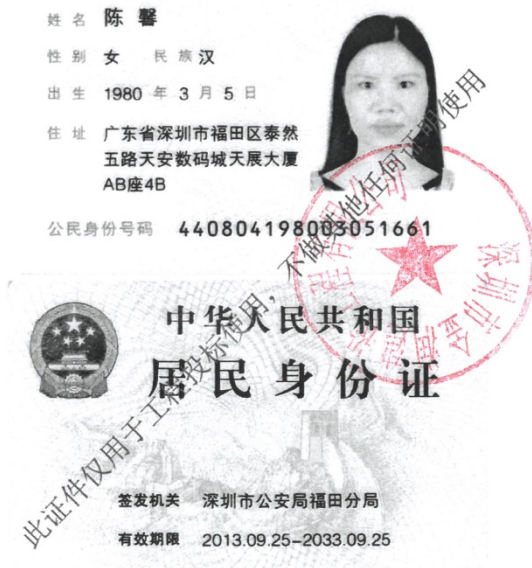 姓名 陈馨
性别 女 民族 汉
出生 1980 年 3 月 5 日
住址 广东省深圳市福田区泰然
五路天安数码城天展大厦
AB座4B
公民身份号码 440804198003051661
中华人民共和国
居民身份证
签发机关 深圳市公安局福田分局
有效期限 2013.09.25-2033.09.25
此证件仅用于工程投标使用，不做其他任何证明使用
深圳市金